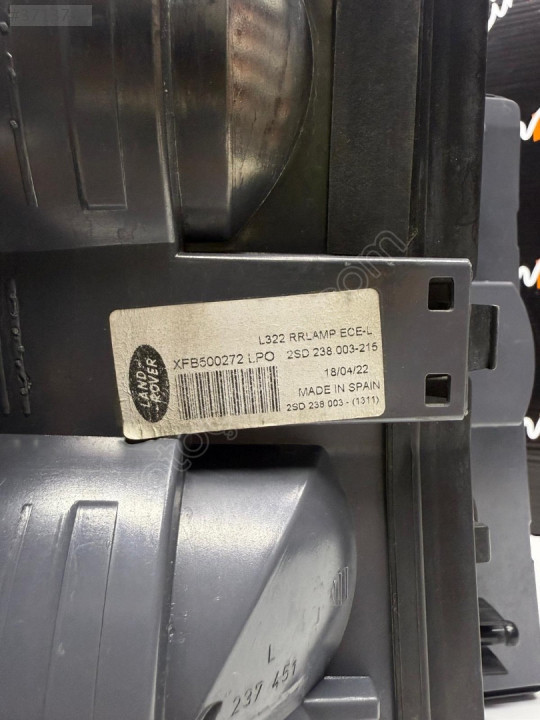 L322 RRLAMP ECE-L
XFB500272 LPO 2SD 238.003-215
18/04/22
MADE IN SPAIN
2SD 238 003 - (1311)
LAND
ROVER
L
237 451